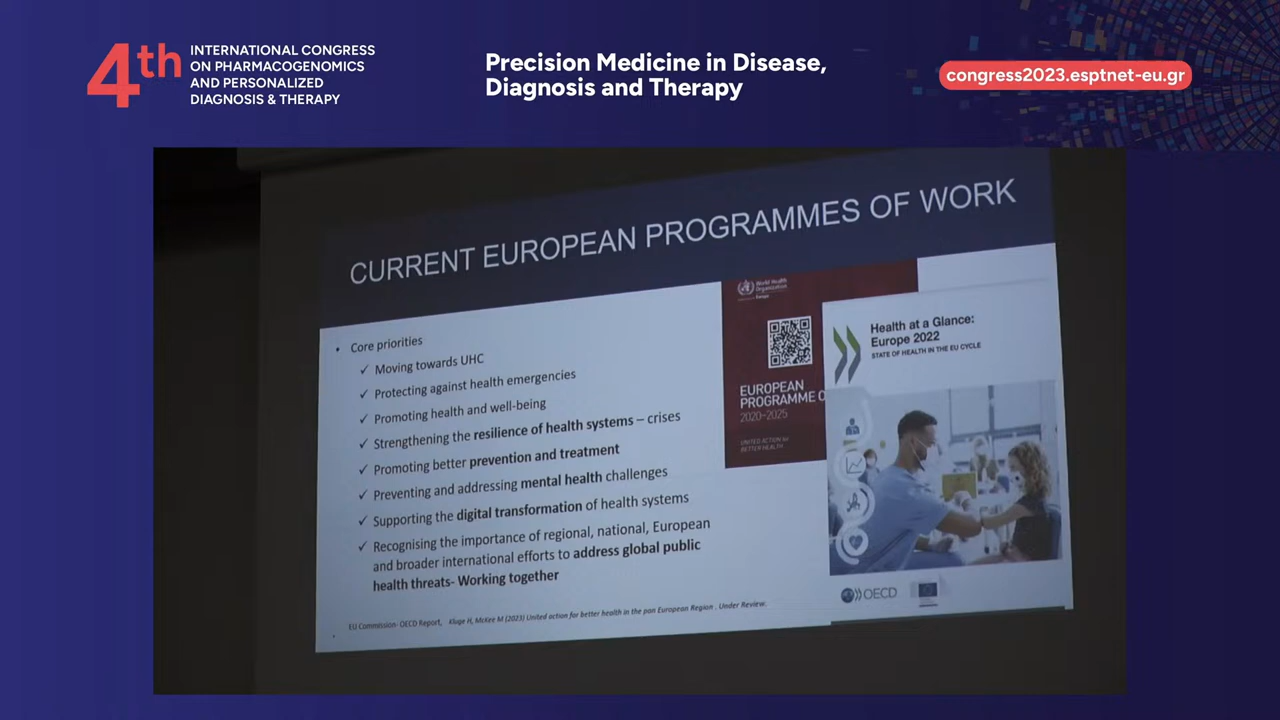 4th
INTERNATIONAL CONGRESS
ON PHARMACOGENOMICS
AND PERSONALIZED
DIAGNOSIS & THERAPY
Precision Medicine in Disease,
Diagnosis and Therapy
congress2023.esptnet-eu.gr
CURRENT EUROPEAN PROGRAMMES OF WORK
• Core priorities
✓ Moving towards UHC
✓ Protecting against health emergencies
✓ Promoting health and well-being
✓ Strengthening the resilience of health systems – crises
✓ Promoting better prevention and treatment
✓ Preventing and addressing mental health challenges
✓ Supporting the digital transformation of health systems
✓ Recognising the importance of regional, national, European
and broader international efforts to address global public
health threats- Working together
EU Commission- OECD Report, Kluge H, McKee M (2023) United action for better health in the pan European Region . Under Review.
World Health
Organization
Europe
EUROPEAN
PROGRAMME O
2020–2025
UNITED ACTION for
BETTER HEALTH
Health at a Glance:
Europe 2022
STATE OF HEALTH IN THE EU CYCLE
OECD